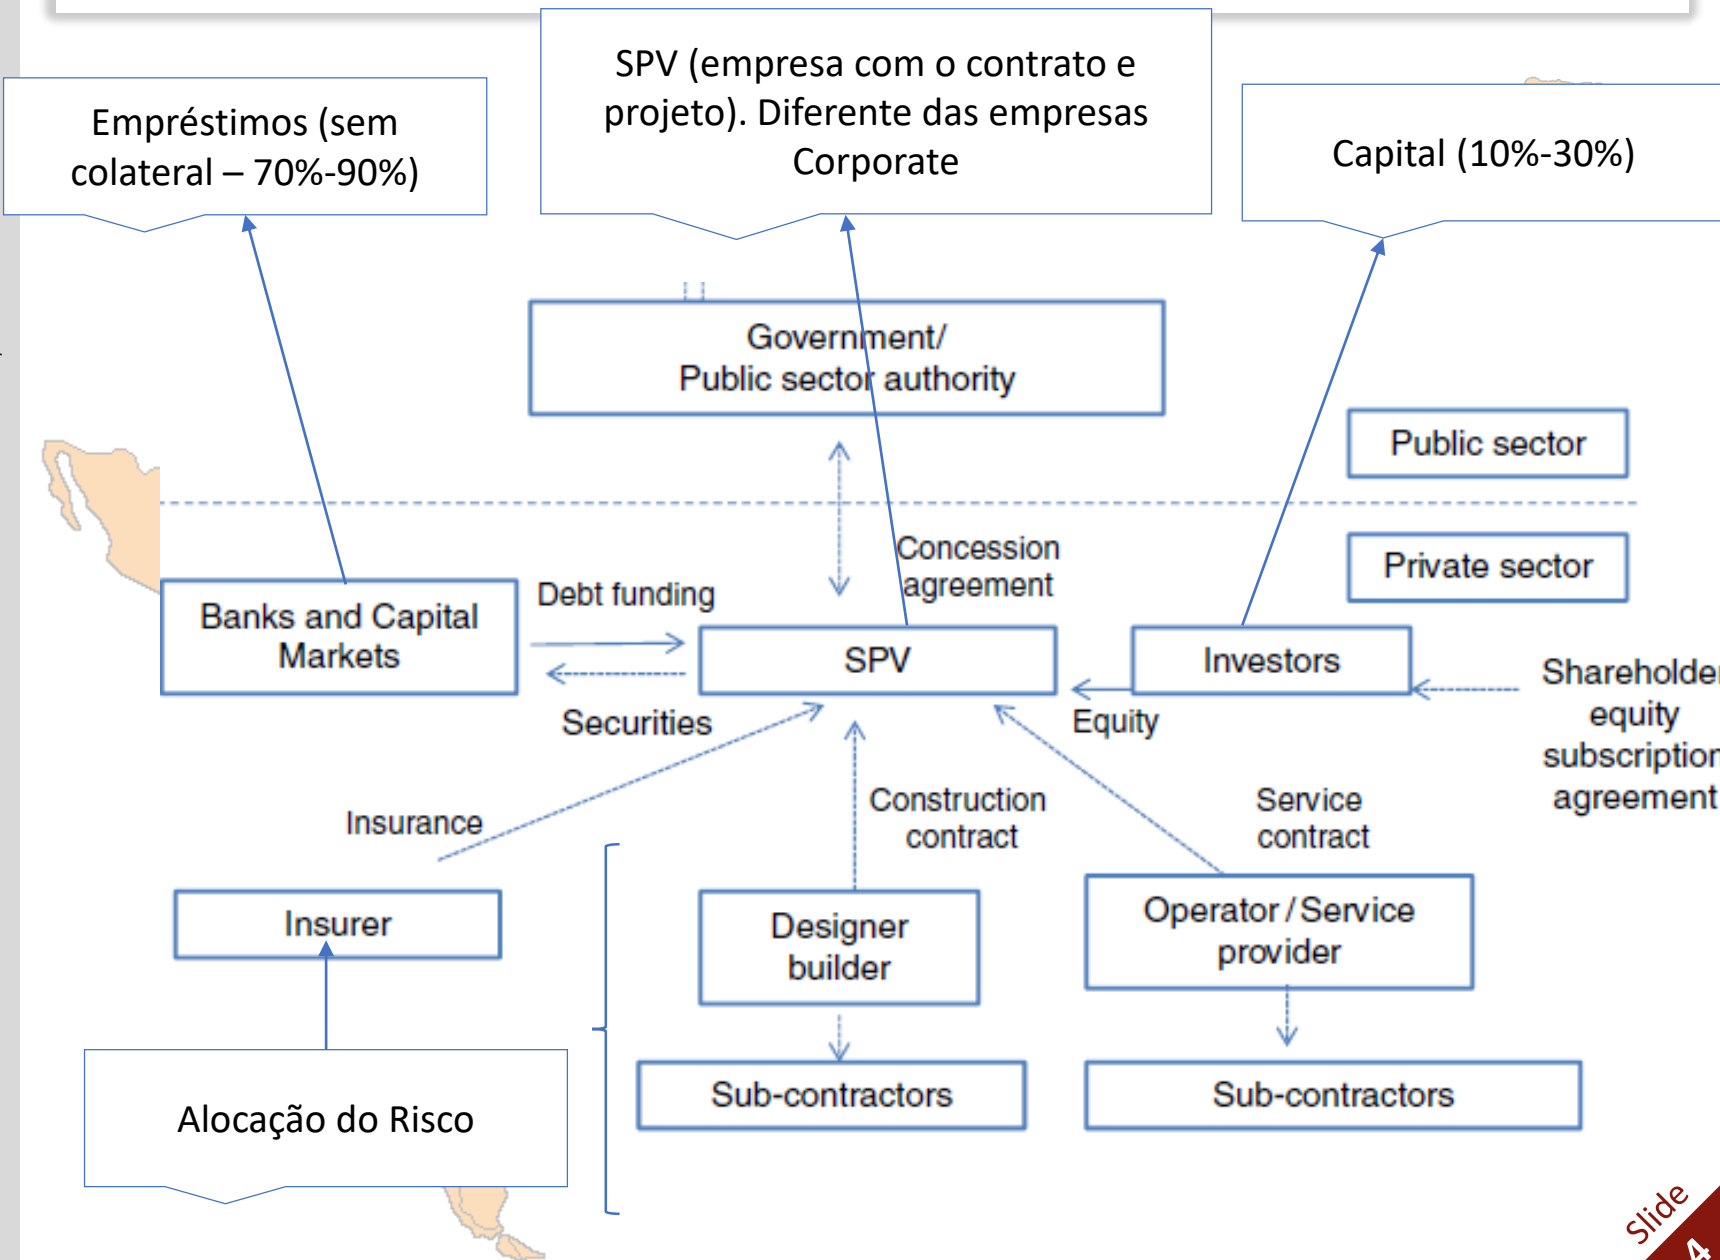 SPV (empresa com o contrato e
projeto). Diferente das empresas
Corporate
Empréstimos (sem
colateral – 70%-90%)
Capital (10%-30%)
Government/
Public sector authority
Public sector
Private sector
Concession
agreement
Banks and Capital
Markets
Debt funding
Securities
SPV
Investors
Equity
Shareholder
equity
subscription
agreement
Insurance
Construction
contract
Service
contract
Insurer
Designer
builder
Operator / Service
provider
Sub-contractors
Sub-contractors
Alocação do Risco
Slide
4